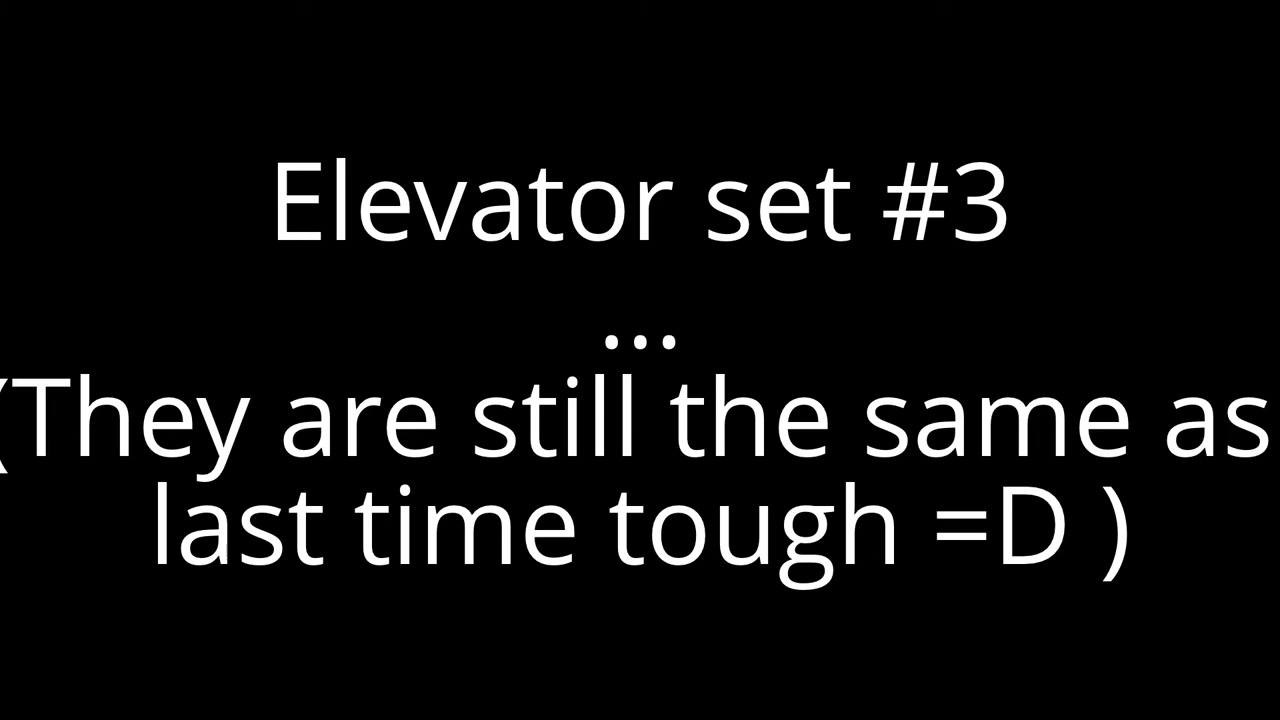 Elevator set #3
...
(They are still the same as
last time tough =D )